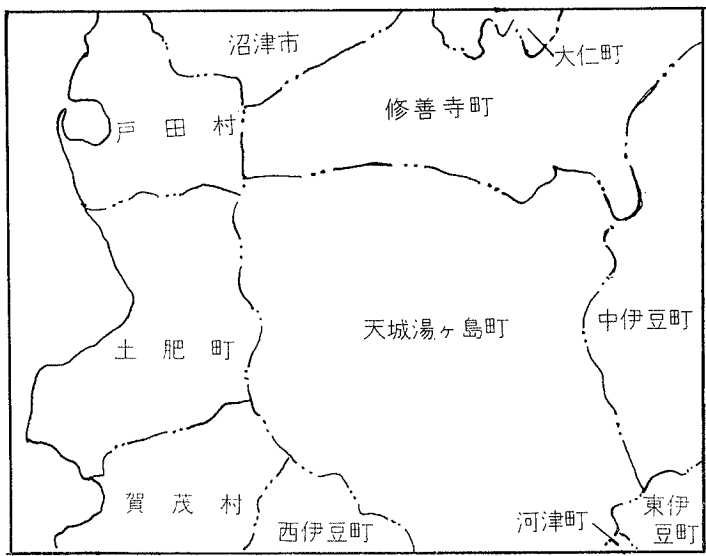 沼津市
大仁町
修善寺町
戸田村
天城湯ヶ島町
中伊豆町
土肥町
賀茂村
西伊豆町
河津町
東伊
豆町